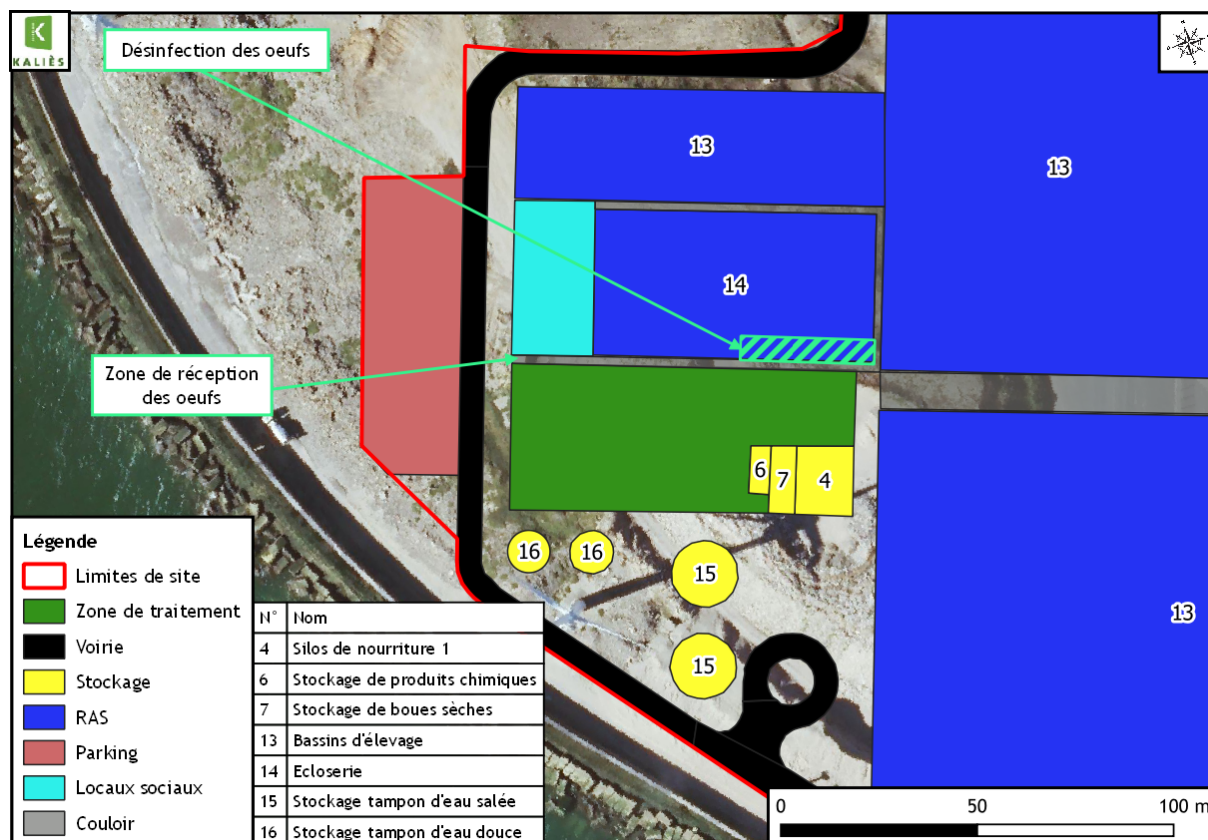 KALIÈS
Désinfection des oeufs
13
13
14
Zone de réception
des oeufs
6
7
4
16
16
15
15
13
Légende
Limites de site
Zone de traitement
Voirie
Stockage
RAS
Parking
Locaux sociaux
Couloir
N° Nom
4 Silos de nourriture 1
6 Stockage de produits chimiques
7 Stockage de boues sèches
13 Bassins d'élevage
14 Ecloserie
15 Stockage tampon d'eau salée
16 Stockage tampon d'eau douce
0 50 100 m